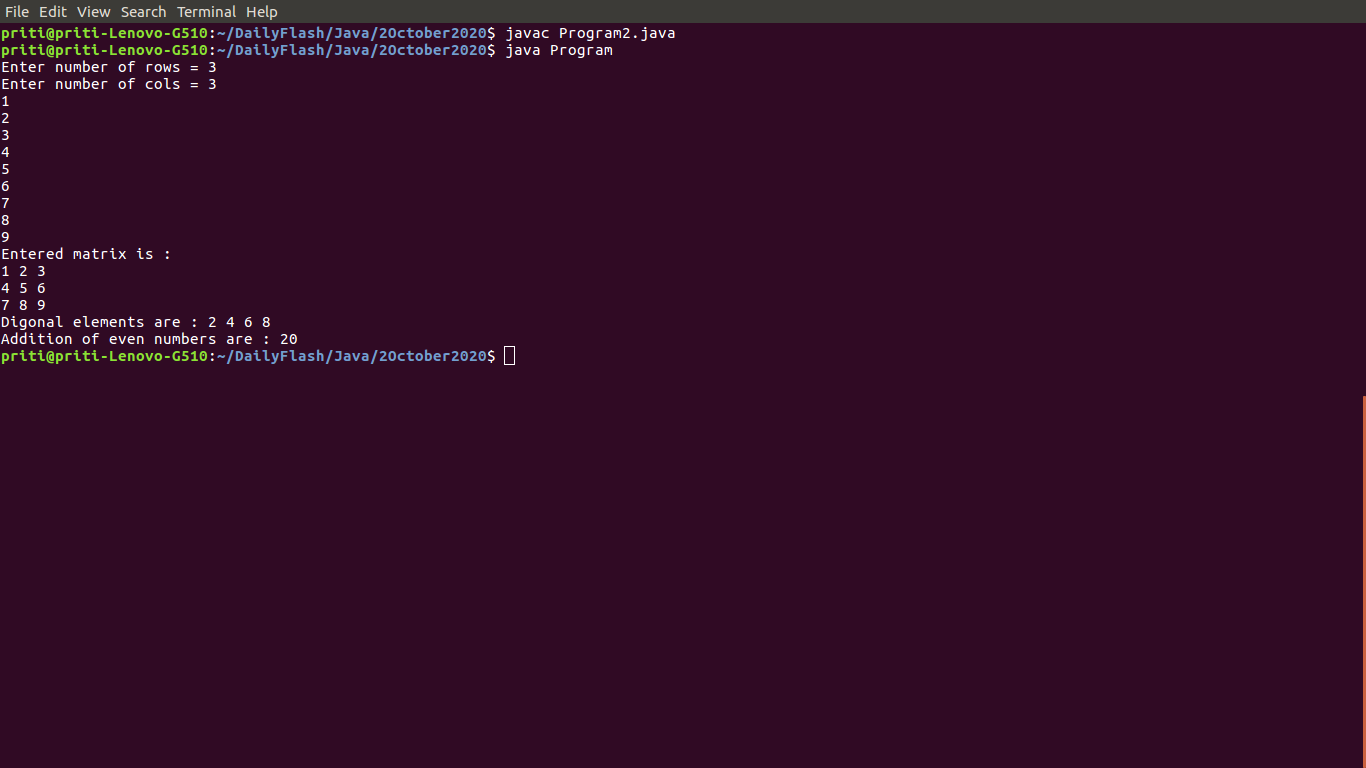 File Edit View Search Terminal Help
priti@priti-Lenovo-G510:~/DailyFlash/Java/2October2020$ javac Program2.java
priti@priti-Lenovo-G510:~/DailyFlash/Java/2October2020$ java Program
Enter number of rows = 3
Enter number of cols = 3
1
2
3
4
5
6
7
8
9
Entered matrix is :
1 2 3
4 5 6
7 8 9
Digonal elements are : 2 4 6 8
Addition of even numbers are : 20
priti@priti-Lenovo-G510:~/DailyFlash/Java/2October2020$